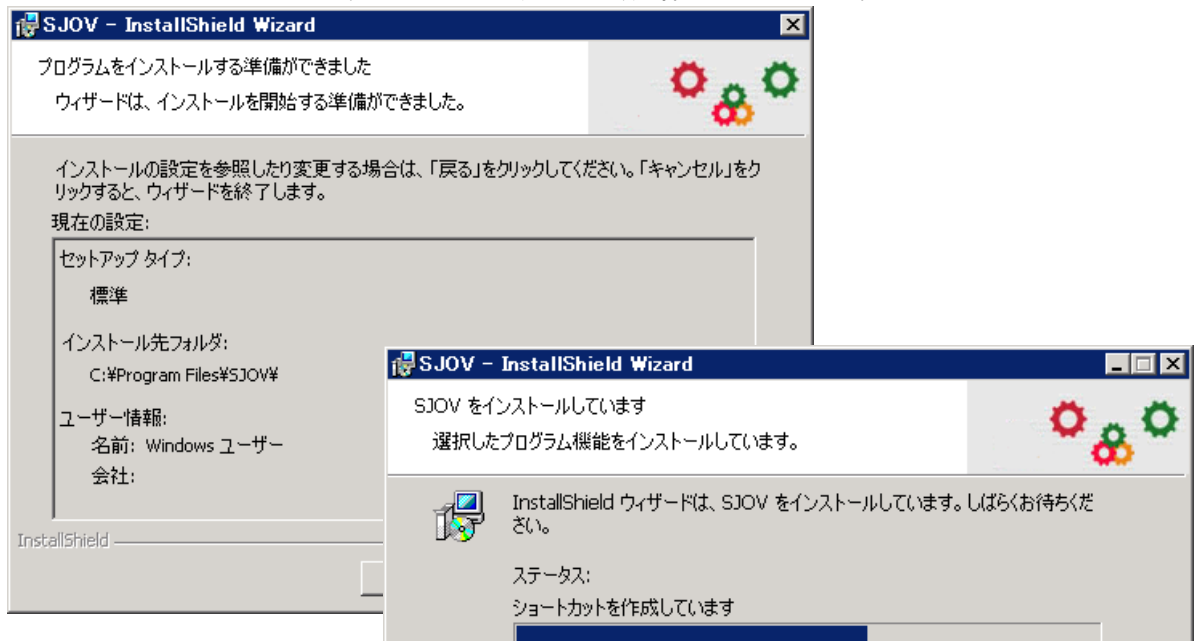 SJOV - InstallShield Wizard
プログラムをインストールする準備ができました
ウィザードは、インストールを開始する準備ができました。
インストールの設定を参照したり変更する場合は、「戻る」をクリックしてください。「キャンセル」をク
リックすると、ウィザードを終了します。
現在の設定:
セットアップ タイプ:
標準
インストール先フォルダ:
C:¥Program Files¥SJOV¥
ユーザー情報:
名前: Windows ユーザー
会社:
InstallShield
SJOV - InstallShield Wizard
SJOV をインストールしています
選択したプログラム機能をインストールしています。
InstallShield ウィザードは、SJOV をインストールしています。しばらくお待ちくだ
さい。
ステータス:
ショートカットを作成しています